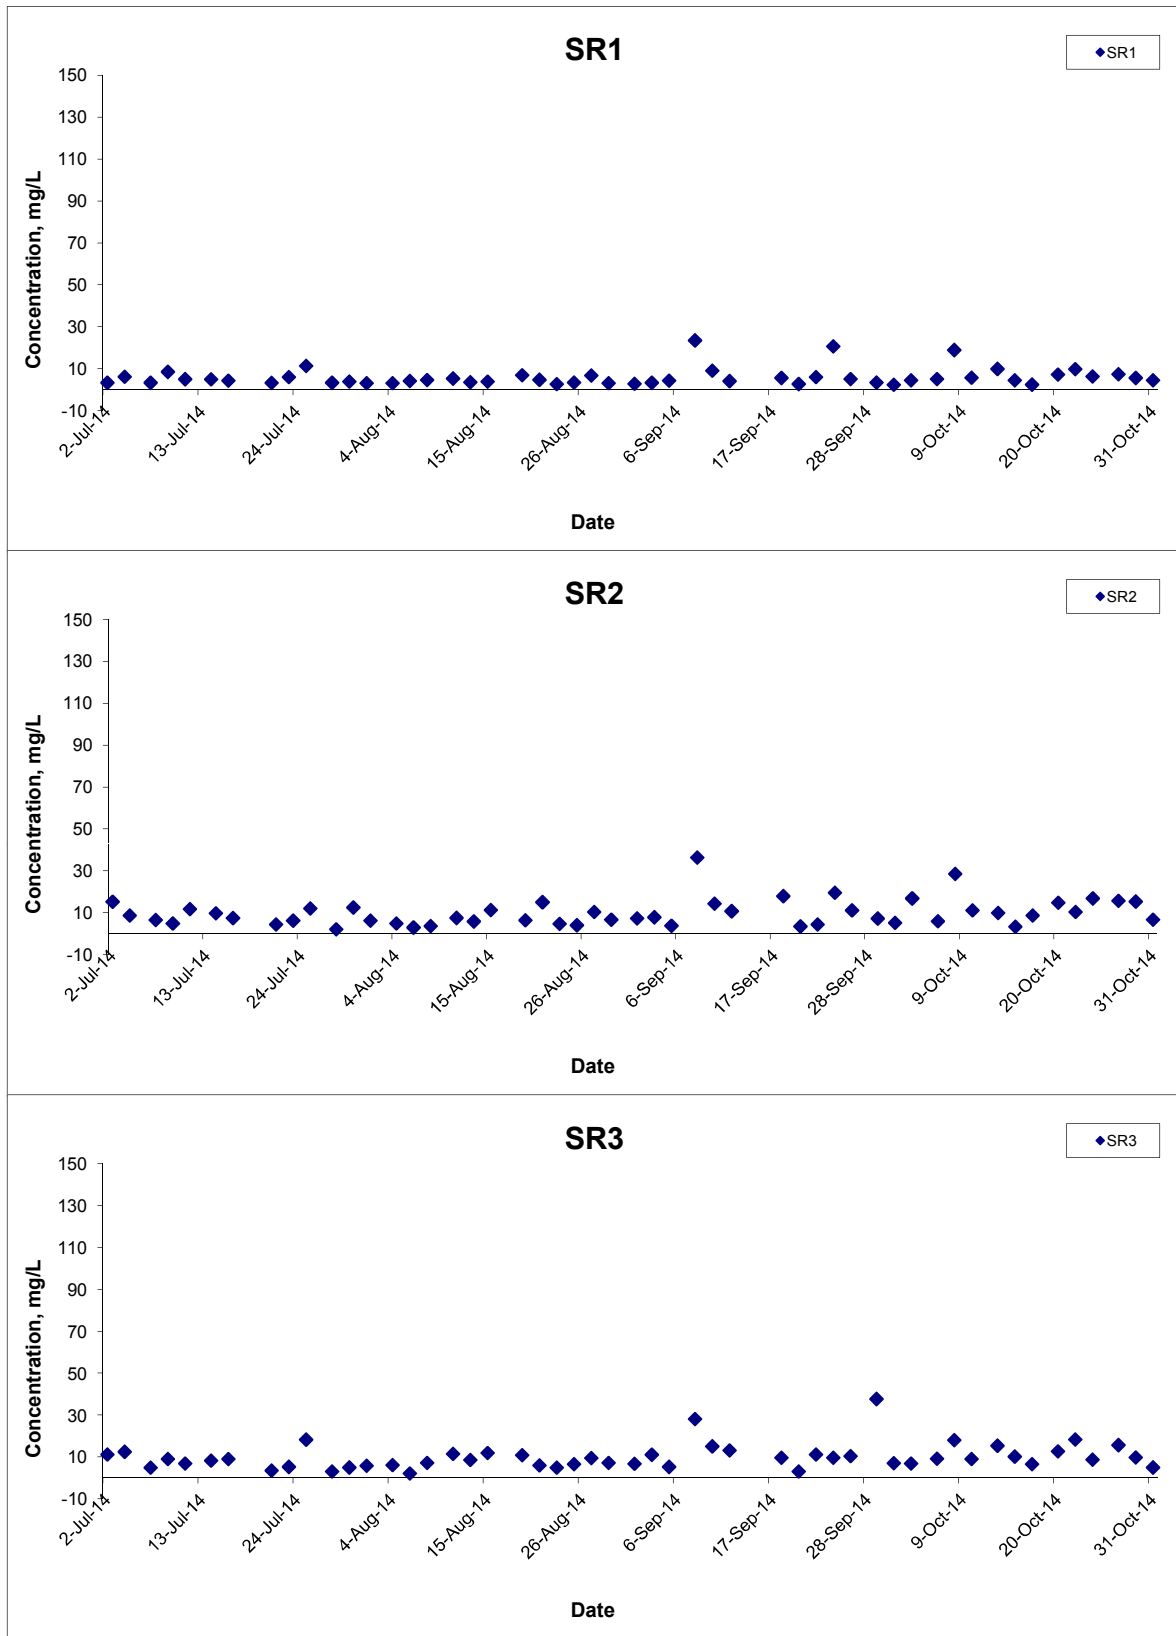 SR1
SR1
150
130
110
90
70
50
30
10
-10
Concentration, mg/L
2-Jul-14
13-Jul-14
24-Jul-14
4-Aug-14
15-Aug-14
26-Aug-14
6-Sep-14
17-Sep-14
28-Sep-14
9-Oct-14
20-Oct-14
31-Oct-14
Date
SR2
SR2
150
130
110
90
70
50
30
10
-10
Concentration, mg/L
2-Jul-14
13-Jul-14
24-Jul-14
4-Aug-14
15-Aug-14
26-Aug-14
6-Sep-14
17-Sep-14
28-Sep-14
9-Oct-14
20-Oct-14
31-Oct-14
Date
SR3
SR3
150
130
110
90
70
50
30
10
-10
Concentration, mg/L
2-Jul-14
13-Jul-14
24-Jul-14
4-Aug-14
15-Aug-14
26-Aug-14
6-Sep-14
17-Sep-14
28-Sep-14
9-Oct-14
20-Oct-14
31-Oct-14
Date